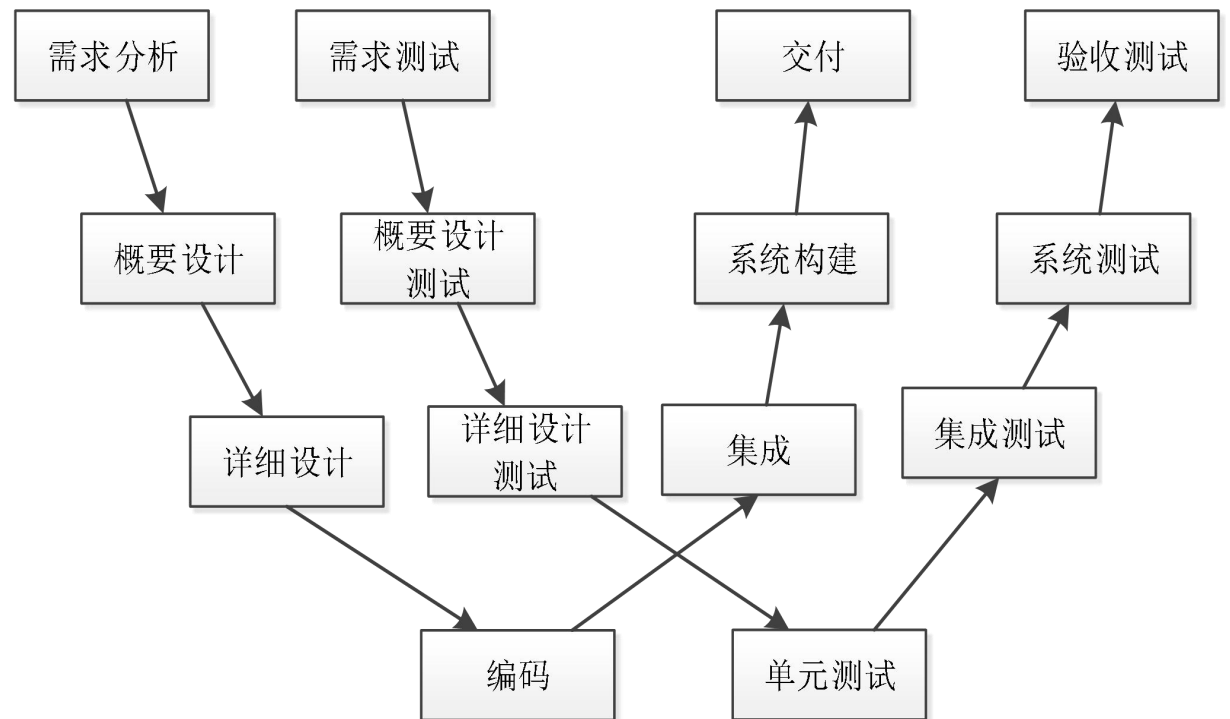 需求分析
需求测试
交付
验收测试
概要设计
概要设计
测试
系统构建
系统测试
详细设计
详细设计
测试
集成
集成测试
编码
单元测试